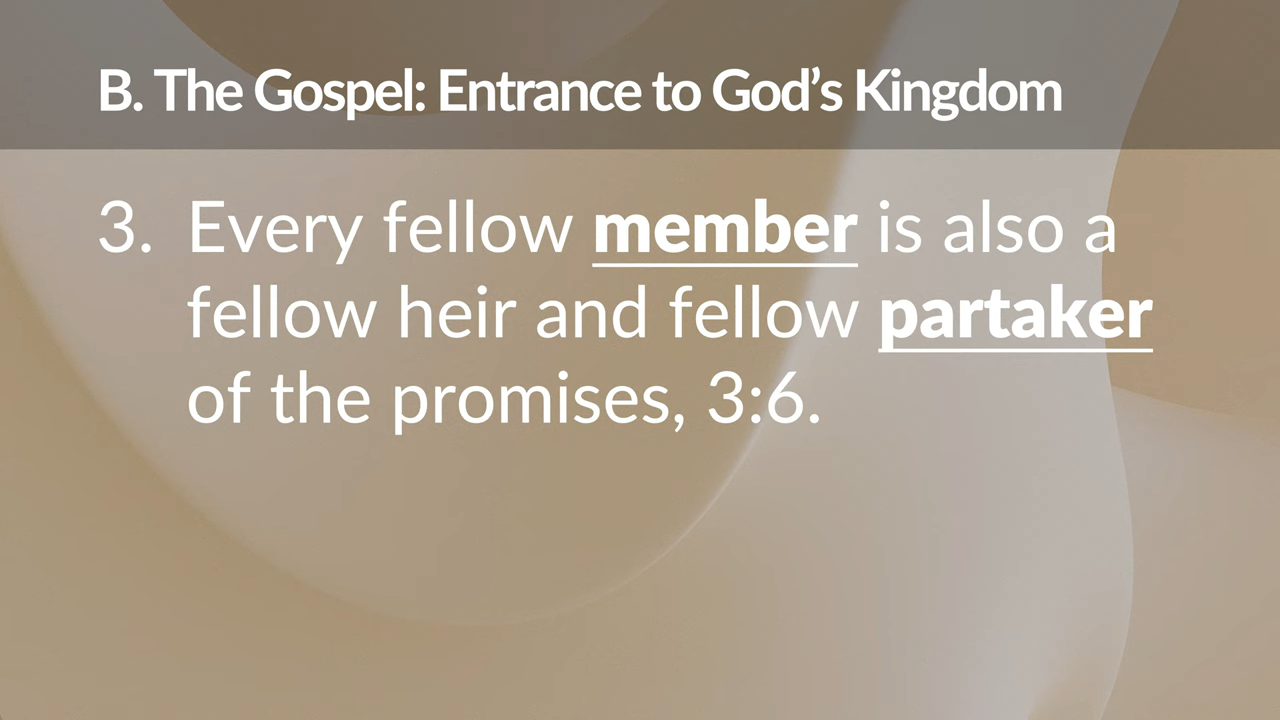 B. The Gospel: Entrance to God’s Kingdom
3. Every fellow member is also a
fellow heir and fellow partaker
of the promises, 3:6.